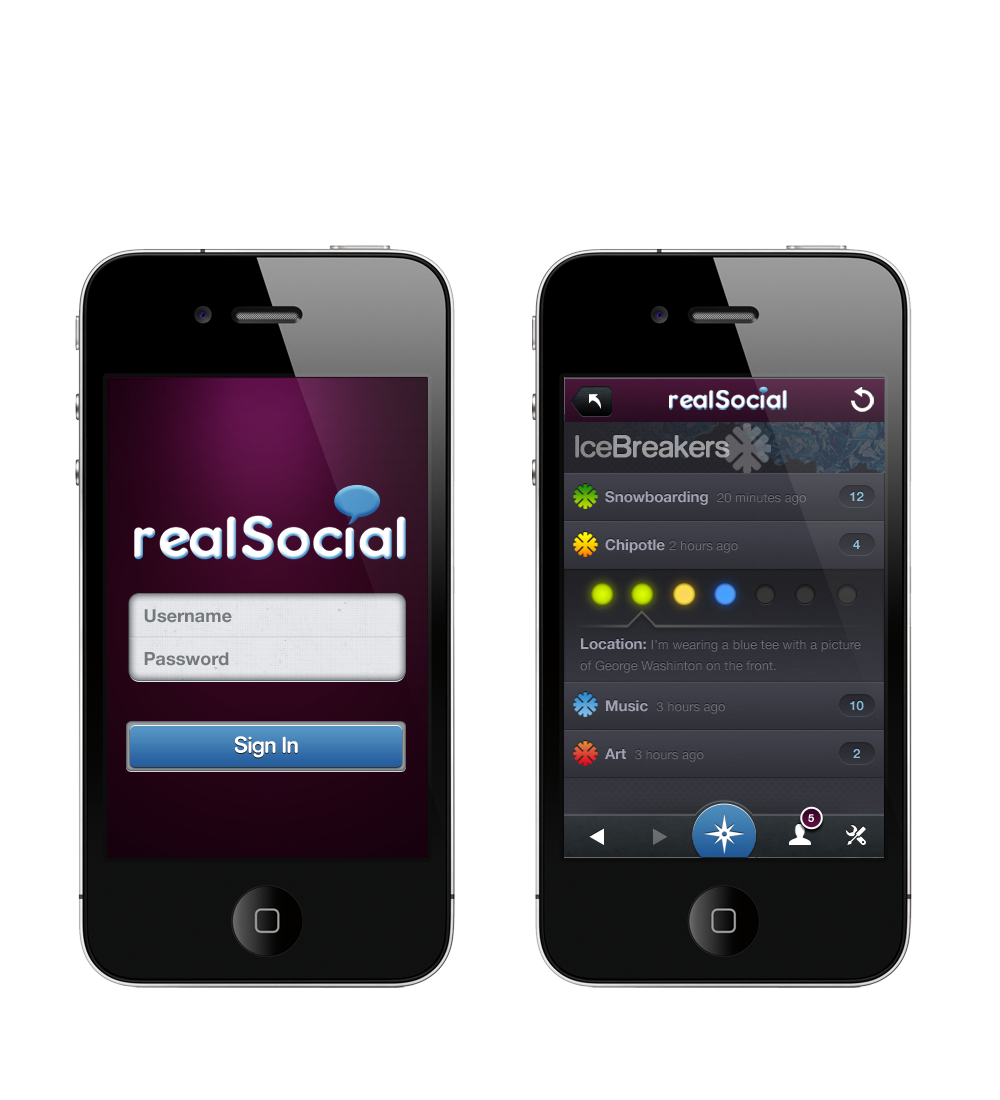 realSocial
Username
Password
Sign In
realSocial
IceBreakers
Snowboarding 20 minutes ago 12
Chipotle 2 hours ago 4
Location: I'm wearing a blue tee with a picture
of George Washinton on the front.
Music 3 hours ago 10
Art 3 hours ago 2
5